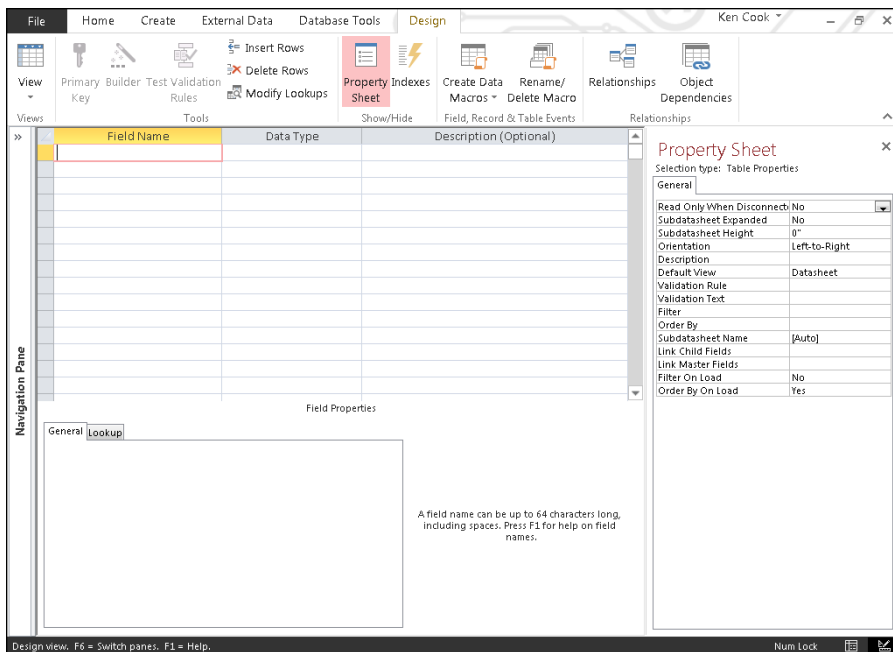 File Home Create External Data Database Tools Design Ken Cook
View
Views
Primary Key
Builder
Test Validation Rules
Insert Rows
Delete Rows
Modify Lookups
Tools
Property Sheet
Indexes
Show/Hide
Create Data Macros
Rename/ Delete Macro
Field, Record & Table Events
Relationships
Object Dependencies
Relationships
Field Name Data Type Description (Optional)
Navigation Pane
Field Properties
General Lookup
A field name can be up to 64 characters long,
including spaces. Press F1 for help on field
names.
Property Sheet
Selection type: Table Properties
General
Read Only When Disconnecti No
Subdatasheet Expanded No
Subdatasheet Height 0"
Orientation Left-to-Right
Description
Default View Datasheet
Validation Rule
Validation Text
Filter
Order By
Subdatasheet Name [Auto]
Link Child Fields
Link Master Fields
Filter On Load No
Order By On Load Yes
Design view. F6 = Switch panes. F1 = Help. Num Lock